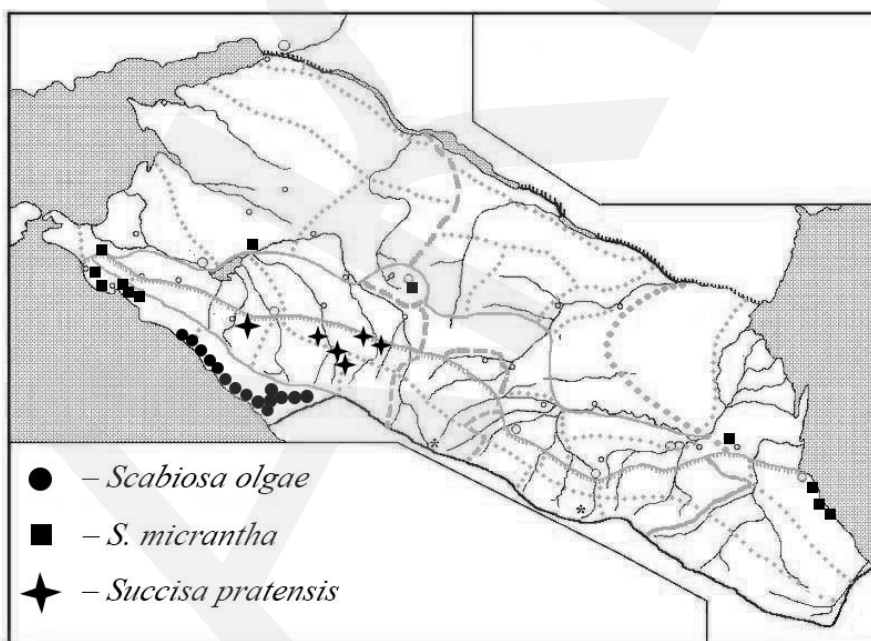 – Scabiosa olgae
– S. micrantha
– Succisa pratensis